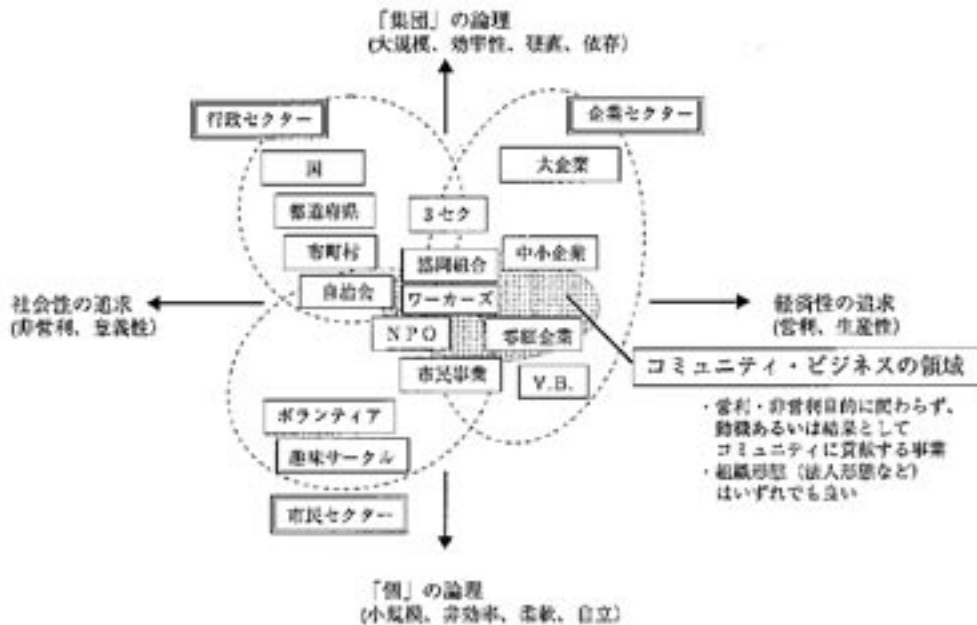 「集団」の論理
(大規模、効率性、硬直、依存)
行政セクター
企業セクター
国
大企業
都道府県
3セク
市町村
協同組合
中小企業
自治会
ワーカーズ
社会性の追求
(非営利、意義性)
経済性の追求
(営利、生産性)
NPO
零細企業
市民事業
V.B.
コミュニティ・ビジネスの領域
・営利・非営利目的に関わらず、
動機あるいは結果として
コミュニティに貢献する事業
・組織形態(法人形態など)
はいずれでも良い
ボランティア
趣味サークル
市民セクター
「個」の論理
(小規模、非効率、柔軟、自立)